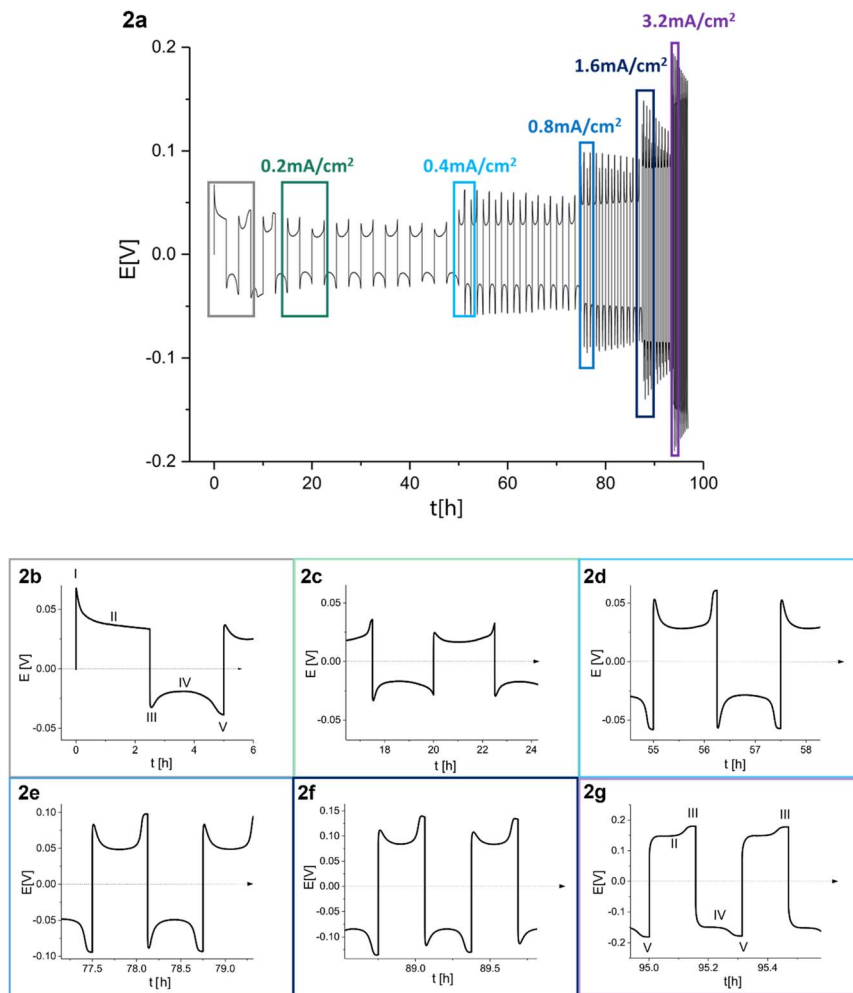 2a
3.2mA/cm²
1.6mA/cm²
0.8mA/cm²
0.2mA/cm²
0.4mA/cm²
0.2
0.1
0.0
-0.1
-0.2
E[V]
0 20 40 60 80 100
t[h]
2b
I
II
III
IV
V
0.05
0.00
-0.05
E [V]
0 2 4 6
t [h]
2c
0.05
0.00
-0.05
E [V]
18 20 22 24
t [h]
2d
0.05
0.00
-0.05
E [V]
55 56 57 58
t [h]
2e
0.10
0.05
0.00
-0.05
-0.10
E[V]
77.5 78.0 78.5 79.0
t [h]
2f
0.15
0.10
0.05
0.00
-0.05
-0.10
E[V]
89.0 89.5
t [h]
2g
III III
II
IV
V V
0.2
0.1
0.0
-0.1
-0.2
E[V]
95.0 95.2 95.4
t[h]